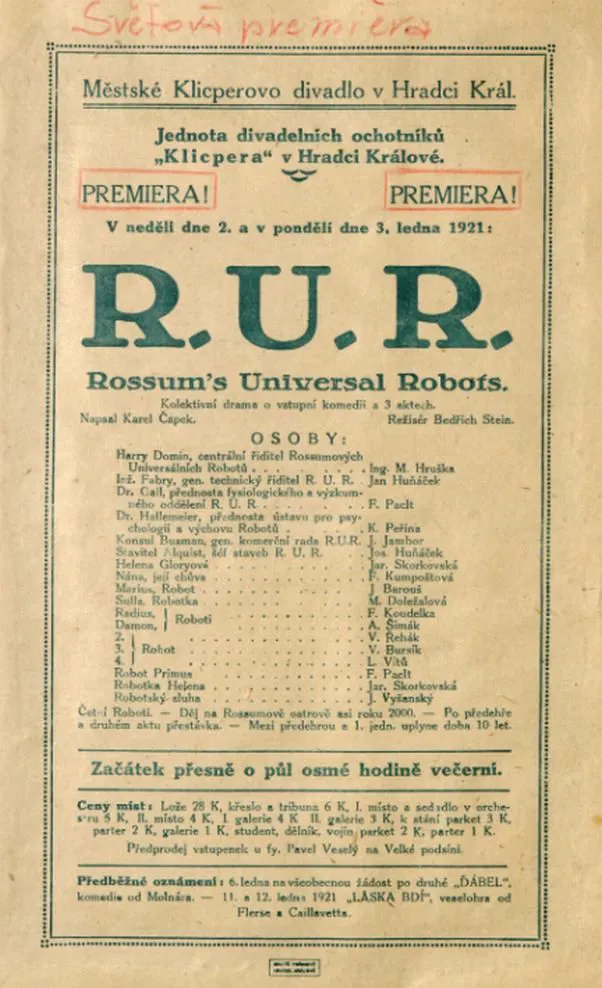 Světová premiéra
Městské Klicperovo divadlo v Hradci Král.
Jednota divadelních ochotníků
„Klicpera“ v Hradci Králové.
PREMIERA! PREMIERA!
V neděli dne 2. a v pondělí dne 3. ledna 1921:
R. U. R.
Rossum's Universal Robots.
Kolektivní drama o vstupní komedii a 3 aktech.
Napsal Karel Čapek. Režisér Bedřich Stein.
OSOBY:
Harry Domin, centrální řiditel Rossumových
Universálních Robotů . . . . . . . . Ing. M. Hruška
Inž. Fabry, gen. technický řiditel R. U. R. . Jan Huňáček
Dr. Gall, přednosta fysiologického a výzkum-
ného oddělení R. U. R. . . . . . . . F. Paclt
Dr. Hallemeier, přednosta ústavu pro psy-
chologii a výchovu Robotů . . . . . . K. Peřina
Konsul Busman, gen. komerční rada R.U.R. J. Jambor
Stavitel Alquist, šéf staveb R. U. R. . . . Jos. Huňáček
Helena Gloryová . . . . . . . . . . Jar. Skorkovská
Nána, její chůva . . . . . . . . . . F. Kumpoštová
Marius, Robot . . . . . . . . . . . J. Barouš
Sulla, Robotka . . . . . . . . . . . M. Doležalová
Radius, } Roboti . . . . . . . . . . F. Koudelka
Damon, } . . . . . . . . . . A. Šimák
2. } . . . . . . . . . . V. Řehák
3. } Robot . . . . . . . . . . V. Bursík
4. } . . . . . . . . . . L. Vitů
Robot Primus . . . . . . . . . . . F. Paclt
Robotka Helena . . . . . . . . . . Jar. Skorkovská
Robotský sluha . . . . . . . . . . J. Vyšanský
Četní Roboti. — Děj na Rossumově ostrově asi roku 2000. — Po předehře
a druhém aktu přestávka. — Mezi předehrou a 1. jedn. uplyne doba 10 let.
Začátek přesně o půl osmé hodině večerní.
Ceny míst: Lože 28 K, křeslo a tribuna 6 K, I. místo a sedadlo v orche-
stru 5 K, II. místo 4 K, I. galerie 4 K II. galerie 3 K, k stání parket 3 K,
parter 2 K, galerie 1 K, student, dělník, vojín parket 2 K, parter 1 K.
Předprodej vstupenek u fy. Pavel Veselý na Velké podsíni.
Předběžné oznámení: 6. ledna na všeobecnou žádost po druhé „ĎÁBEL“,
komedie od Molnára. — 11. a 12. ledna 1921 „LÁSKA BDÍ“, veselohra od
Flerse a Caillavetta.